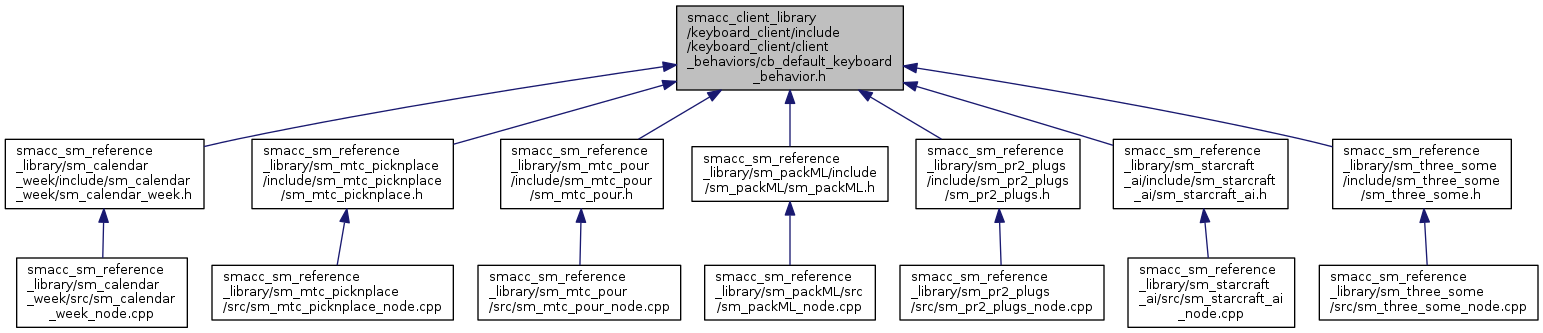 smacc_client_library
/keyboard_client/include
/keyboard_client/client
_behaviors/cb_default_keyboard
_behavior.h
smacc_sm_reference
_library/sm_calendar
_week/include/sm_calendar
_week/sm_calendar_week.h
smacc_sm_reference
_library/sm_mtc_picknplace
/include/sm_mtc_picknplace
/sm_mtc_picknplace.h
smacc_sm_reference
_library/sm_mtc_pour
/include/sm_mtc_pour
/sm_mtc_pour.h
smacc_sm_reference
_library/sm_packML/include
/sm_packML/sm_packML.h
smacc_sm_reference
_library/sm_pr2_plugs
/include/sm_pr2_plugs
/sm_pr2_plugs.h
smacc_sm_reference
_library/sm_starcraft
_ai/include/sm_starcraft
_ai/sm_starcraft_ai.h
smacc_sm_reference
_library/sm_three_some
/include/sm_three_some
/sm_three_some.h
smacc_sm_reference
_library/sm_calendar
_week/src/sm_calendar
_week_node.cpp
smacc_sm_reference
_library/sm_mtc_picknplace
/src/sm_mtc_picknplace_node.cpp
smacc_sm_reference
_library/sm_mtc_pour
/src/sm_mtc_pour_node.cpp
smacc_sm_reference
_library/sm_packML/src
/sm_packML_node.cpp
smacc_sm_reference
_library/sm_pr2_plugs
/src/sm_pr2_plugs_node.cpp
smacc_sm_reference
_library/sm_starcraft
_ai/src/sm_starcraft_ai
_node.cpp
smacc_sm_reference
_library/sm_three_some
/src/sm_three_some_node.cpp